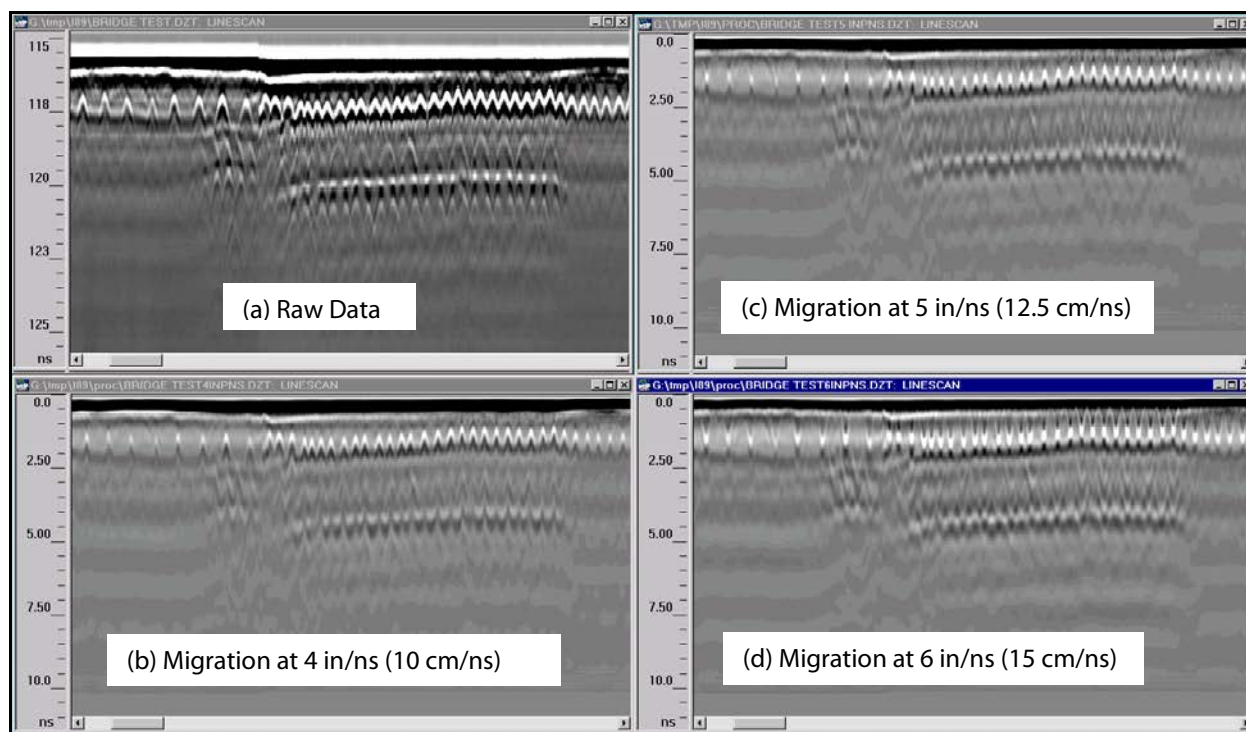 G:\tmp\I89\BRIDGE TEST.DZT: LINESCAN
115
118
120
123
125
ns
(a) Raw Data
G:\TMP\I89\PROC\BRIDGE TEST5 INPNS.DZT: LINESCAN
0.0
2.50
5.00
7.50
10.0
ns
(c) Migration at 5 in/ns (12.5 cm/ns)
G:\tmp\I89\proc\BRIDGE TEST4INPNS.DZT: LINESCAN
0.0
2.50
5.00
7.50
10.0
ns
(b) Migration at 4 in/ns (10 cm/ns)
G:\tmp\I89\proc\BRIDGE TEST6INPNS.DZT: LINESCAN
0.0
2.50
5.00
7.50
10.0
ns
(d) Migration at 6 in/ns (15 cm/ns)